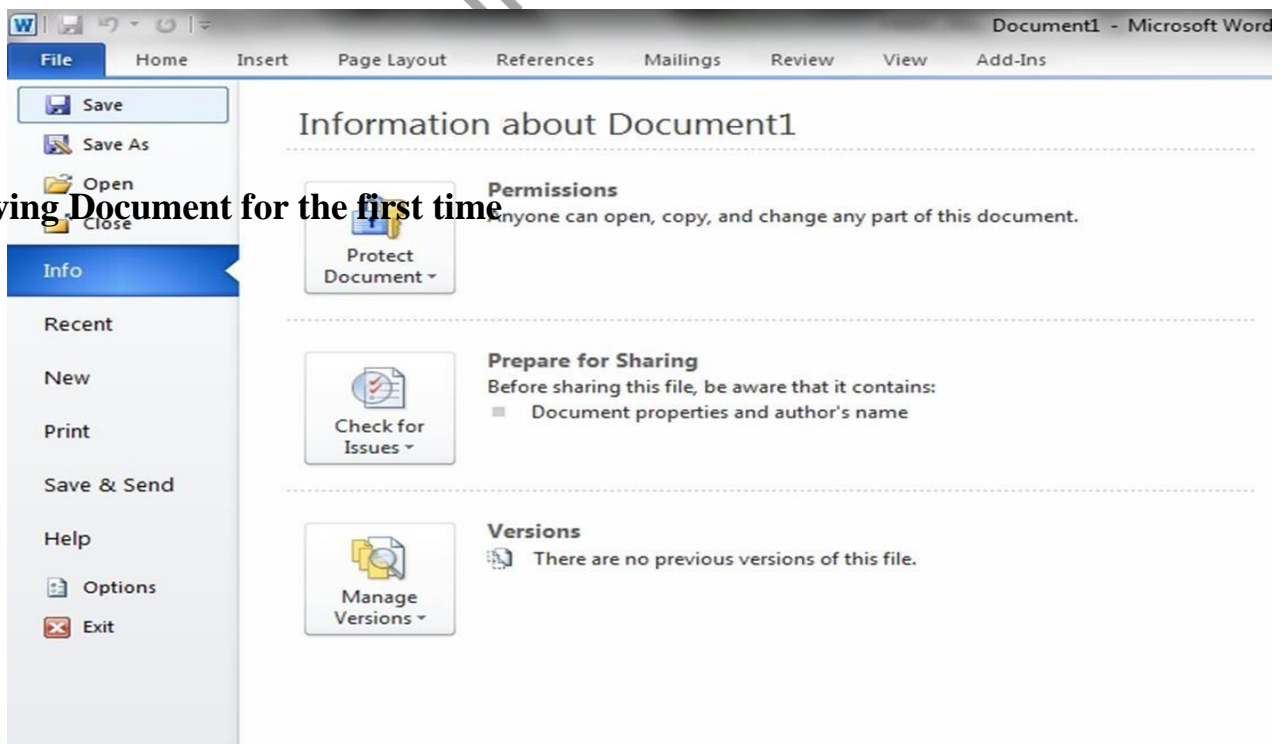 Document1 - Microsoft Word
File Home Insert Page Layout References Mailings Review View Add-Ins
Save
Save As
Open
Close
Info
Recent
New
Print
Save & Send
Help
Options
Exit
ving Document for the first time
Information about Document1
Protect
Document
Permissions
Anyone can open, copy, and change any part of this document.
Check for
Issues
Prepare for Sharing
Before sharing this file, be aware that it contains:
Document properties and author's name
Manage
Versions
Versions
There are no previous versions of this file.